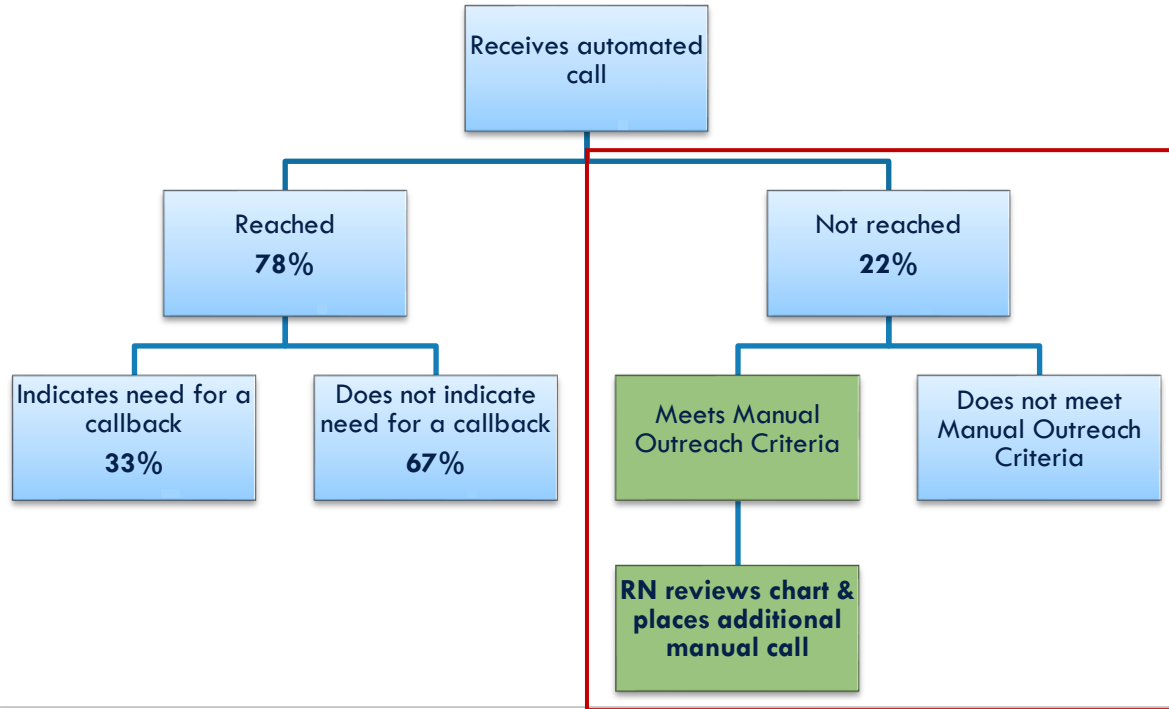 Receives automated
call
Reached
78%
Not reached
22%
Indicates need for a
callback
33%
Does not indicate
need for a callback
67%
Meets Manual
Outreach Criteria
Does not meet
Manual Outreach
Criteria
RN reviews chart &
places additional
manual call